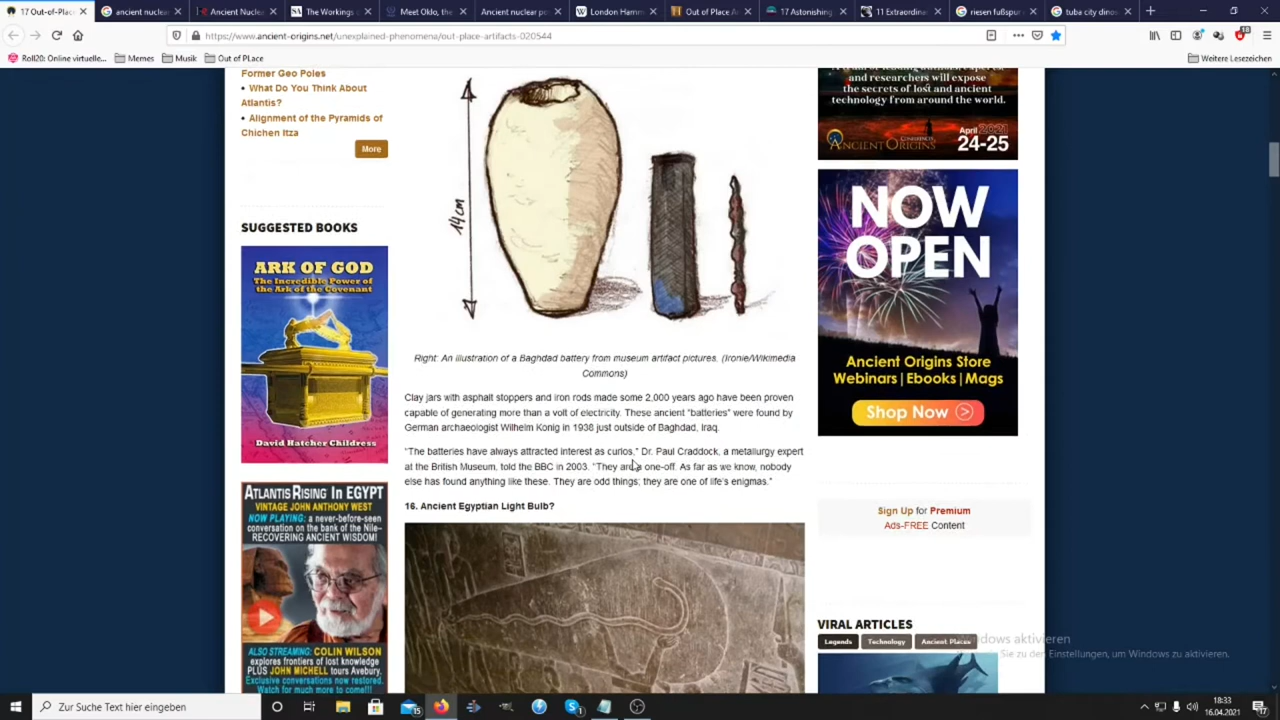 17 Out-of-Plac
ancient nuclear
Ancient Nuclea
The Workings o
Meet Oklo, the
Ancient nuclear po
London Hamm
Out of Place A
17 Astonishing
11 Extraordina
riesen fußspur
tuba city dinos
https://www.ancient-origins.net/unexplained-phenomena/out-place-artifacts-020544
Roll20: Online virtuelle...
Memes
Musik
Out of PLace
Weitere Lesezeichen
Former Geo Poles
• What Do You Think About
Atlantis?
• Alignment of the Pyramids of
Chichen Itza
More
SUGGESTED BOOKS
ARK OF GOD
The Incredible Power of
the Ark of the Covenant
David Hatcher Childress
ATLANTIS RISING IN EGYPT
VINTAGE JOHN ANTHONY WEST
NOW PLAYING: a never-before-seen
conversation on the bank of the Nile–
RECOVERING ANCIENT WISDOM!
ALSO STREAMING: COLIN WILSON
explores frontiers of lost knowledge
PLUS JOHN MICHELL tours Avebury.
Exclusive conversations now restored.
Watch for much more to come!!!
14 cm
Right: An illustration of a Baghdad battery from museum artifact pictures. (Ironie/Wikimedia
Commons)
Clay jars with asphalt stoppers and iron rods made some 2,000 years ago have been proven
capable of generating more than a volt of electricity. These ancient "batteries" were found by
German archaeologist Wilhelm Konig in 1938 just outside of Baghdad, Iraq.
"The batteries have always attracted interest as curios," Dr. Paul Craddock, a metallurgy expert
at the British Museum, told the BBC in 2003. "They are a one-off. As far as we know, nobody
else has found anything like these. They are odd things; they are one of life's enigmas."
16. Ancient Egyptian Light Bulb?
and researchers will expose
the secrets of lost and ancient
technology from around the world.
ANCIENT ORIGINS
CONFERENCE
April 2021
24-25
NOW
OPEN
Ancient Origins Store
Webinars|Ebooks|Mags
Shop Now
Sign Up for Premium
Ads-FREE Content
VIRAL ARTICLES
Legends
Technology
Ancient Places
dows aktivieren
Sie zu den Einstellungen, um Windows zu aktivieren.
Zur Suche Text hier eingeben
18:33
16.04.2021